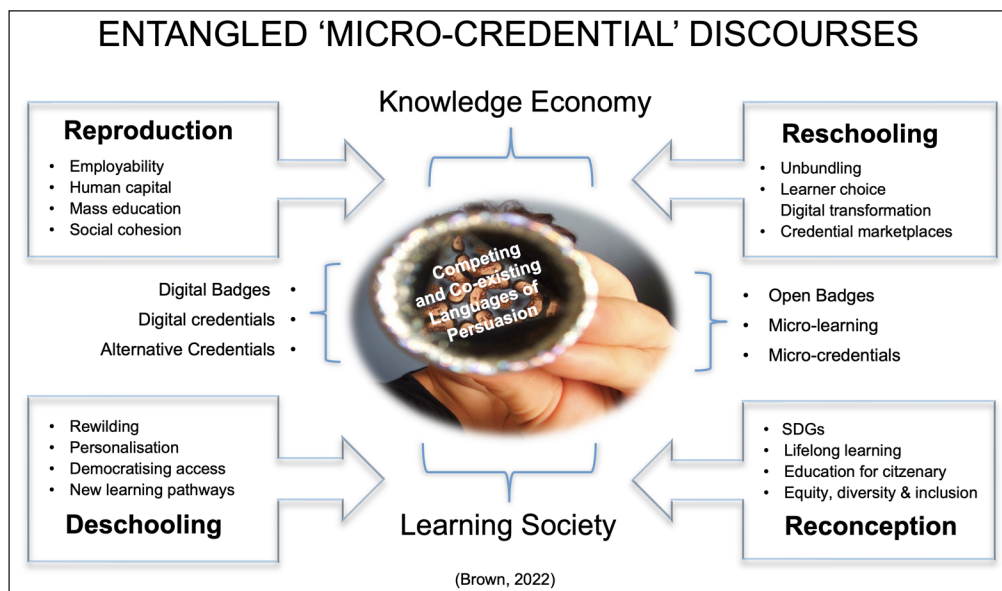 ENTANGLED ‘MICRO-CREDENTIAL’ DISCOURSES
Knowledge Economy
Reproduction
• Employability
• Human capital
• Mass education
• Social cohesion
Reschooling
• Unbundling
• Learner choice
Digital transformation
• Credential marketplaces
Competing
and Co-existing
Languages of
Persuasion
Digital Badges •
Digital credentials •
Alternative Credentials •
• Open Badges
• Micro-learning
• Micro-credentials
• Rewilding
• Personalisation
• Democratising access
• New learning pathways
Deschooling
• SDGs
• Lifelong learning
• Education for citzenary
• Equity, diversity & inclusion
Reconception
Learning Society
(Brown, 2022)